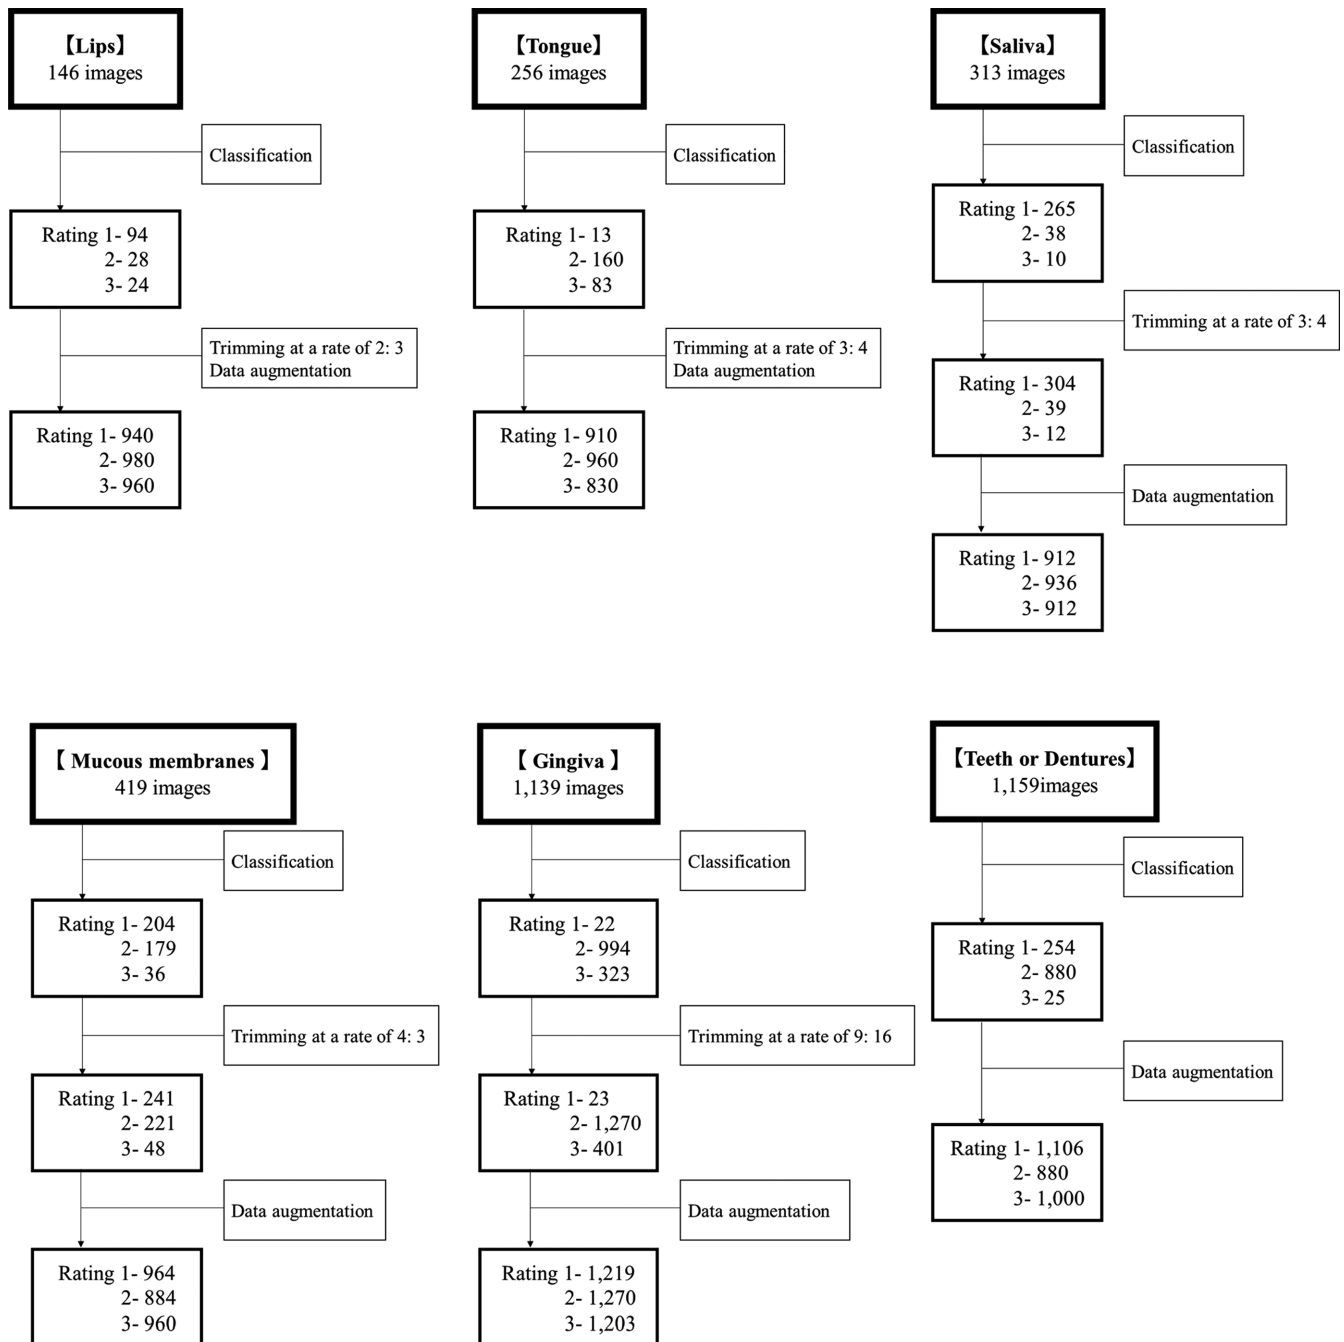 【Lips】
146 images
Classification
Rating 1- 94
2- 28
3- 24
Trimming at a rate of 2: 3
Data augmentation
Rating 1- 940
2- 980
3- 960
【Tongue】
256 images
Classification
Rating 1- 13
2- 160
3- 83
Trimming at a rate of 3: 4
Data augmentation
Rating 1- 910
2- 960
3- 830
【Saliva】
313 images
Classification
Rating 1- 265
2- 38
3- 10
Trimming at a rate of 3: 4
Rating 1- 304
2- 39
3- 12
Data augmentation
Rating 1- 912
2- 936
3- 912
【 Mucous membranes 】
419 images
Classification
Rating 1- 204
2- 179
3- 36
Trimming at a rate of 4: 3
Rating 1- 241
2- 221
3- 48
Data augmentation
Rating 1- 964
2- 884
3- 960
【 Gingiva 】
1,139 images
Classification
Rating 1- 22
2- 994
3- 323
Trimming at a rate of 9: 16
Rating 1- 23
2- 1,270
3- 401
Data augmentation
Rating 1- 1,219
2- 1,270
3- 1,203
【Teeth or Dentures】
1,159images
Classification
Rating 1- 254
2- 880
3- 25
Data augmentation
Rating 1- 1,106
2- 880
3- 1,000